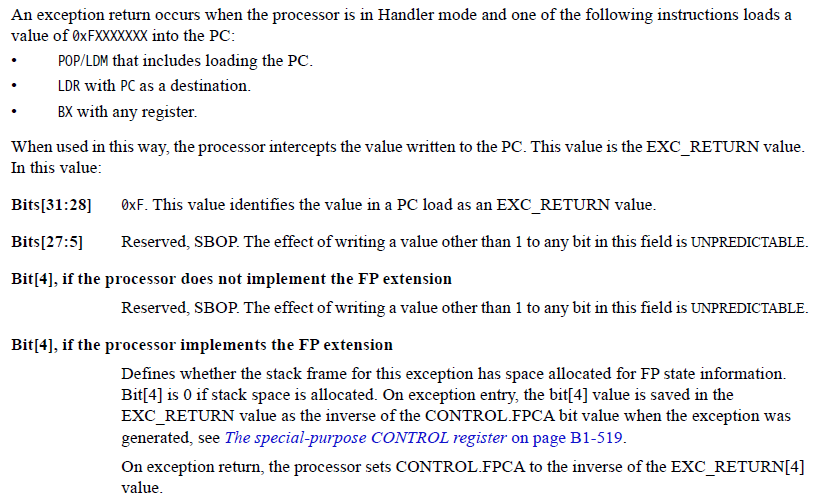 An exception return occurs when the processor is in Handler mode and one of the following instructions loads a
value of 0xFXXXXXXX into the PC:
• POP/LDM that includes loading the PC.
• LDR with PC as a destination.
• BX with any register.
When used in this way, the processor intercepts the value written to the PC. This value is the EXC_RETURN value.
In this value:
Bits[31:28] 0xF. This value identifies the value in a PC load as an EXC_RETURN value.
Bits[27:5] Reserved, SBOP. The effect of writing a value other than 1 to any bit in this field is UNPREDICTABLE.
Bit[4], if the processor does not implement the FP extension
Reserved, SBOP. The effect of writing a value other than 1 to any bit in this field is UNPREDICTABLE.
Bit[4], if the processor implements the FP extension
Defines whether the stack frame for this exception has space allocated for FP state information.
Bit[4] is 0 if stack space is allocated. On exception entry, the bit[4] value is saved in the
EXC_RETURN value as the inverse of the CONTROL.FPCA bit value when the exception was
generated, see The special-purpose CONTROL register on page B1-519.
On exception return, the processor sets CONTROL.FPCA to the inverse of the EXC_RETURN[4]
value.